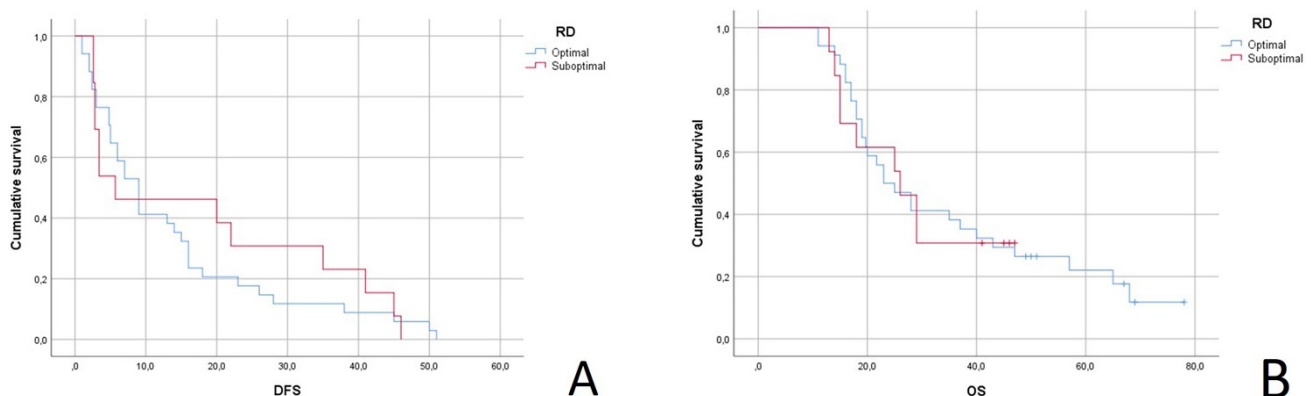 RD
Optimal
Suboptimal
Cumulative survival
1,0
0,8
0,6
0,4
0,2
0,0
,0
10,0
20,0
30,0
40,0
50,0
60,0
DFS
A
RD
Optimal
Suboptimal
Cumulative survival
1,0
0,8
0,6
0,4
0,2
0,0
,0
20,0
40,0
60,0
80,0
OS
B